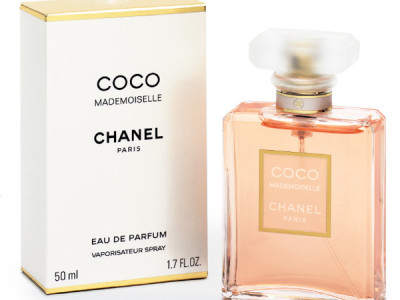 COCO
MADEMOISELLE
CHANEL
PARIS
EAU DE PARFUM
VAPORISATEUR SPRAY
50 ml
1.7 FL.OZ.
COCO
MADEMOISELLE
CHANEL
PARIS